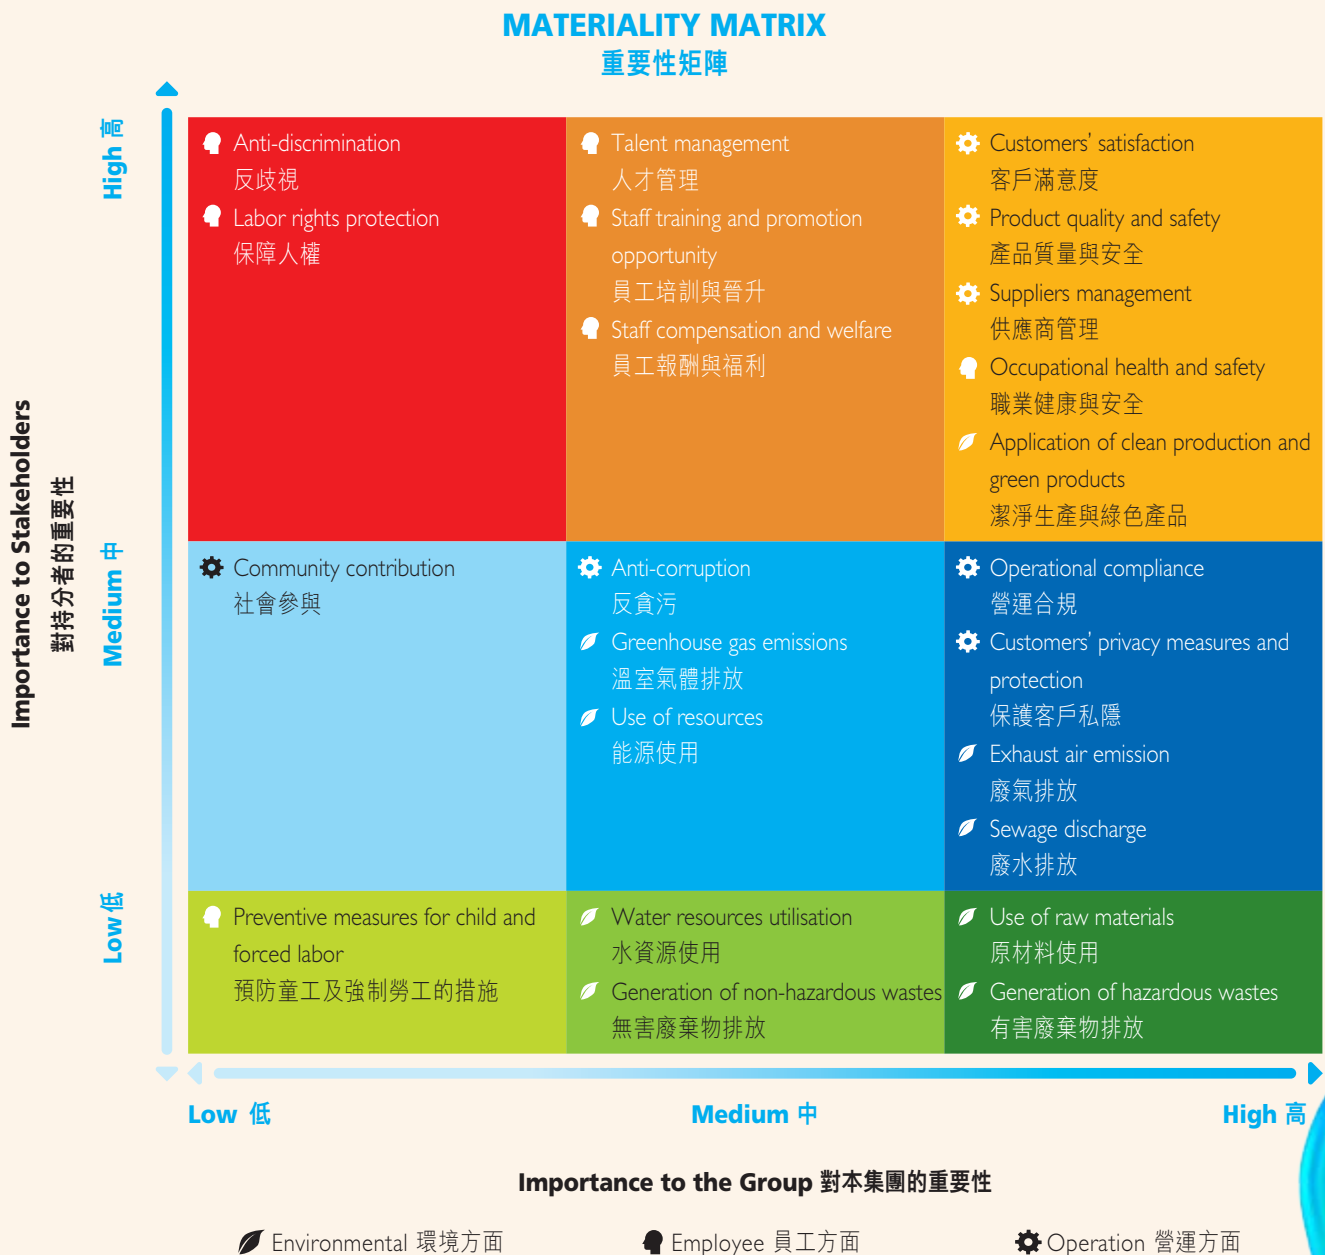 MATERIALITY MATRIX
重要性矩陣
Importance to Stakeholders
對持分者的重要性
High 高
Medium 中
Low 低
Anti-discrimination
反歧視
Labor rights protection
保障人權
Talent management
人才管理
Staff training and promotion
opportunity
員工培訓與晉升
Staff compensation and welfare
員工報酬與福利
Customers’ satisfaction
客戶滿意度
Product quality and safety
產品質量與安全
Suppliers management
供應商管理
Occupational health and safety
職業健康與安全
Application of clean production and
green products
潔淨生產與綠色產品
Community contribution
社會參與
Anti-corruption
反貪污
Greenhouse gas emissions
溫室氣體排放
Use of resources
能源使用
Operational compliance
營運合規
Customers’ privacy measures and
protection
保護客戶私隱
Exhaust air emission
廢氣排放
Sewage discharge
廢水排放
Preventive measures for child and
forced labor
預防童工及強制勞工的措施
Water resources utilisation
水資源使用
Generation of non-hazardous wastes
無害廢棄物排放
Use of raw materials
原材料使用
Generation of hazardous wastes
有害廢棄物排放
Low 低
Medium 中
High 高
Importance to the Group 對本集團的重要性
Environmental 環境方面
Employee 員工方面
Operation 營運方面